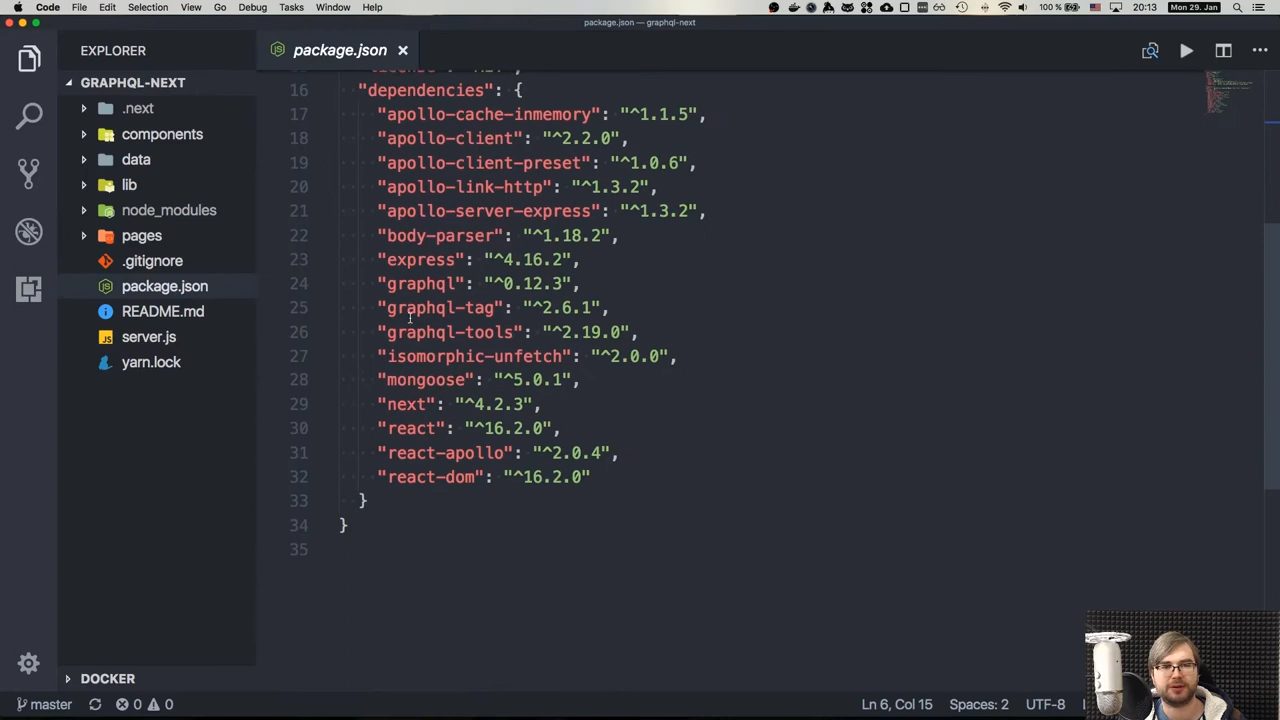 Code File Edit Selection View Go Debug Tasks Window Help 100 % 20:13 Mon 29. Jan
package.json — graphql-next
EXPLORER
package.json
GRAPHQL-NEXT
.next
components
data
lib
node_modules
pages
.gitignore
package.json
README.md
server.js
yarn.lock
DOCKER
16 "dependencies": {
17 "apollo-cache-inmemory": "^1.1.5",
18 "apollo-client": "^2.2.0",
19 "apollo-client-preset": "^1.0.6",
20 "apollo-link-http": "^1.3.2",
21 "apollo-server-express": "^1.3.2",
22 "body-parser": "^1.18.2",
23 "express": "^4.16.2",
24 "graphql": "^0.12.3",
25 "graphql-tag": "^2.6.1",
26 "graphql-tools": "^2.19.0",
27 "isomorphic-unfetch": "^2.0.0",
28 "mongoose": "^5.0.1",
29 "next": "^4.2.3",
30 "react": "^16.2.0",
31 "react-apollo": "^2.0.4",
32 "react-dom": "^16.2.0"
33 }
34 }
35
master 0 0 Ln 6, Col 15 Spaces: 2 UTF-8